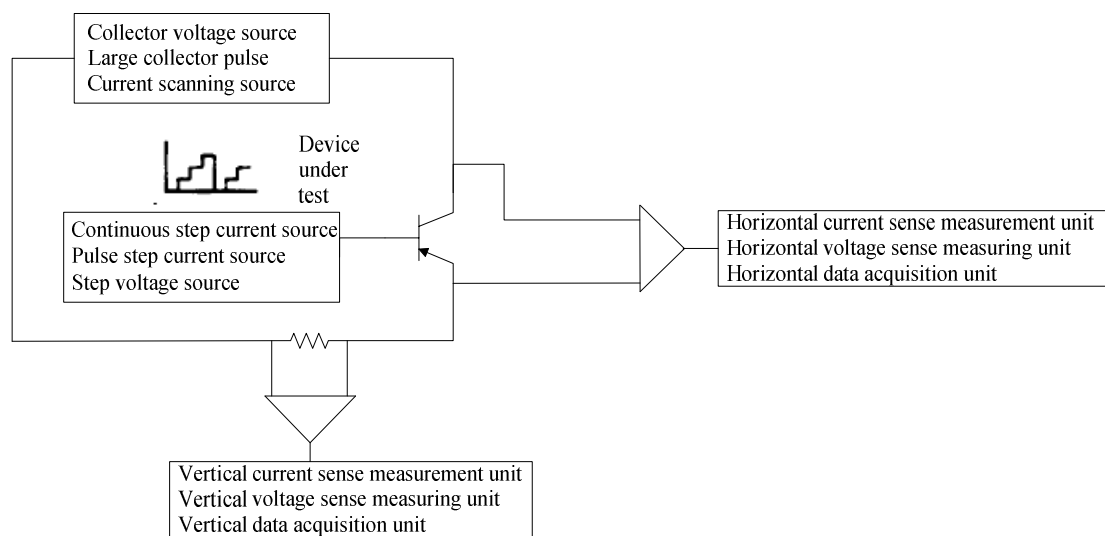 Collector voltage source
Large collector pulse
Current scanning source
Device
under
test
Continuous step current source
Pulse step current source
Step voltage source
Horizontal current sense measurement unit
Horizontal voltage sense measuring unit
Horizontal data acquisition unit
Vertical current sense measurement unit
Vertical voltage sense measuring unit
Vertical data acquisition unit